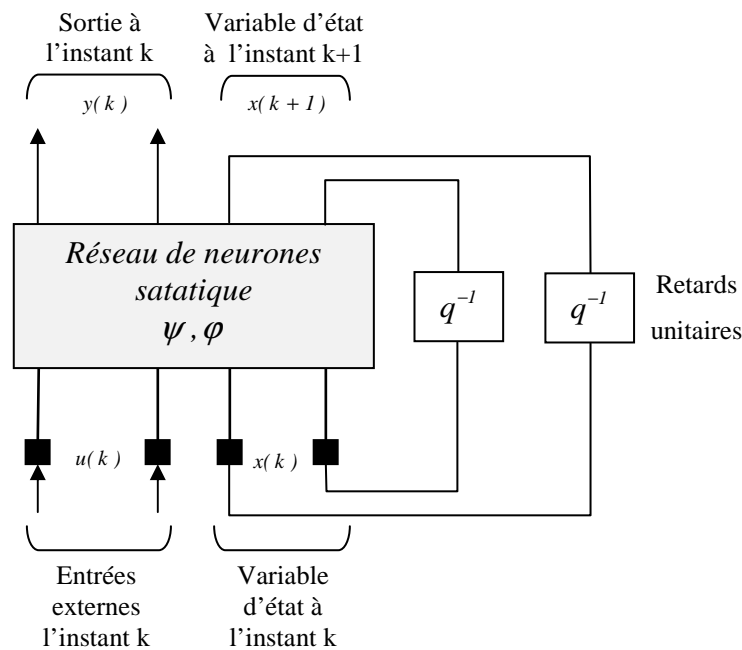 Sortie à
l'instant k
Variable d'état
à l'instant k+1
y( k )
x( k + 1 )
Réseau de neurones
satatique
ψ , φ
q⁻¹
q⁻¹
Retards
unitaires
u( k )
x( k )
Entrées
externes
l'instant k
Variable
d'état à
l'instant k